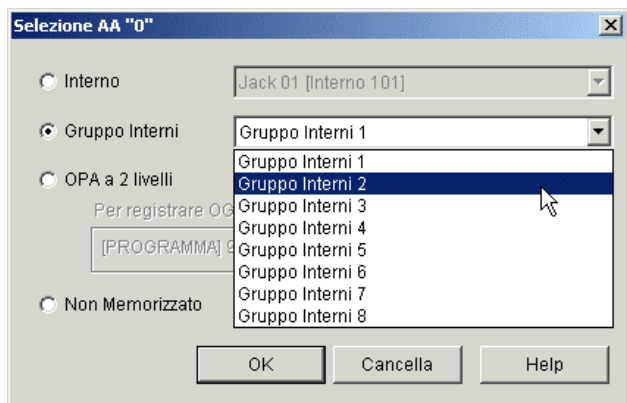 Selezione AA "0"
Interno
Jack 01 [Interno 101]
Gruppo Interni
Gruppo Interni 1
Gruppo Interni 1
OPA a 2 livelli
Gruppo Interni 2
Gruppo Interni 3
Per registrare OG
Gruppo Interni 4
[PROGRAMMA] 9
Gruppo Interni 5
Gruppo Interni 6
Gruppo Interni 7
Non Memorizzato
Gruppo Interni 8
OK
Cancella
Help